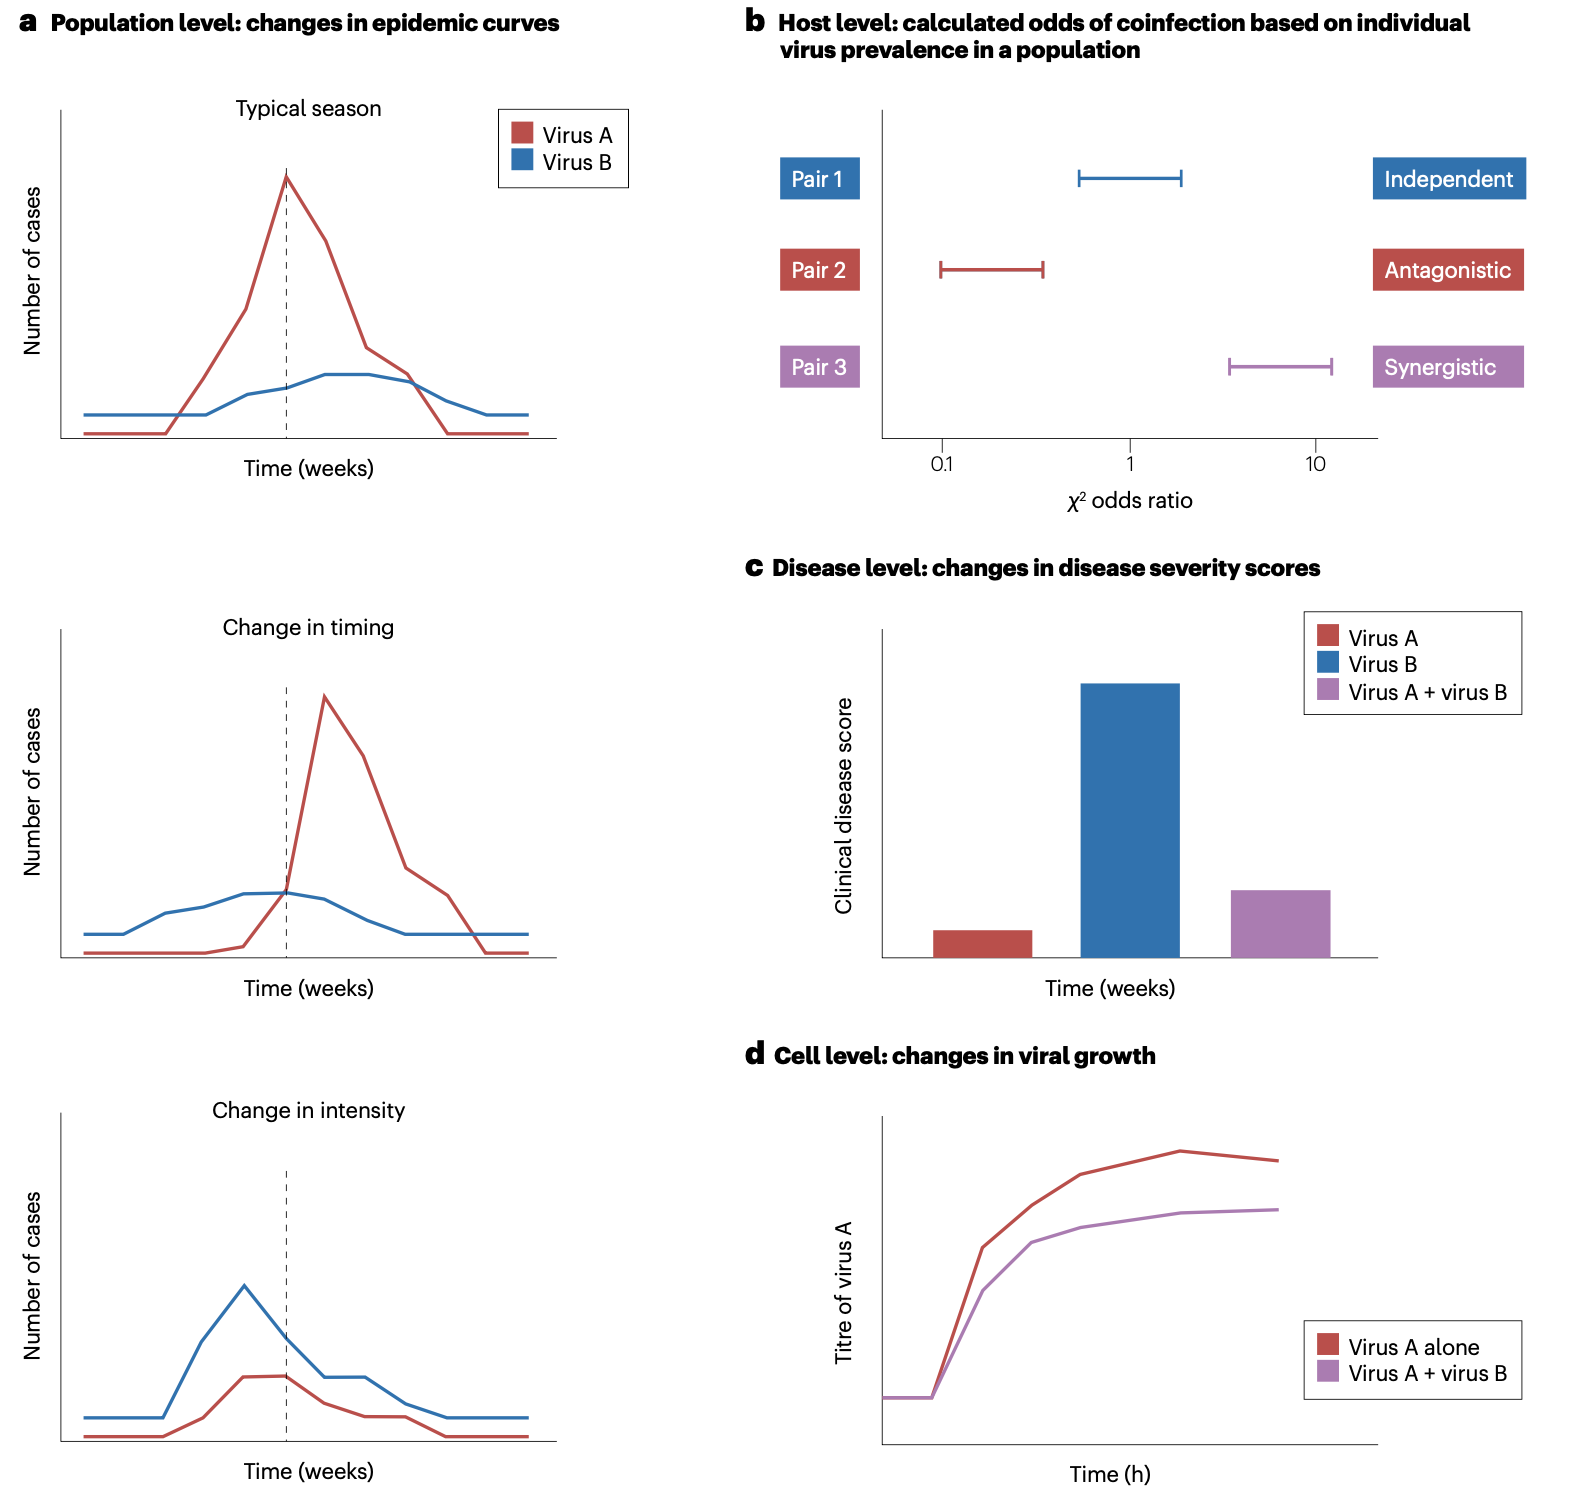 a Population level: changes in epidemic curves
Typical season
Virus A
Virus B
Number of cases
Time (weeks)
Change in timing
Number of cases
Time (weeks)
Change in intensity
Number of cases
Time (weeks)
b Host level: calculated odds of coinfection based on individual
virus prevalence in a population
Pair 1
Independent
Pair 2
Antagonistic
Pair 3
Synergistic
0.1 1 10
χ² odds ratio
c Disease level: changes in disease severity scores
Virus A
Virus B
Virus A + virus B
Clinical disease score
Time (weeks)
d Cell level: changes in viral growth
Titre of virus A
Virus A alone
Virus A + virus B
Time (h)